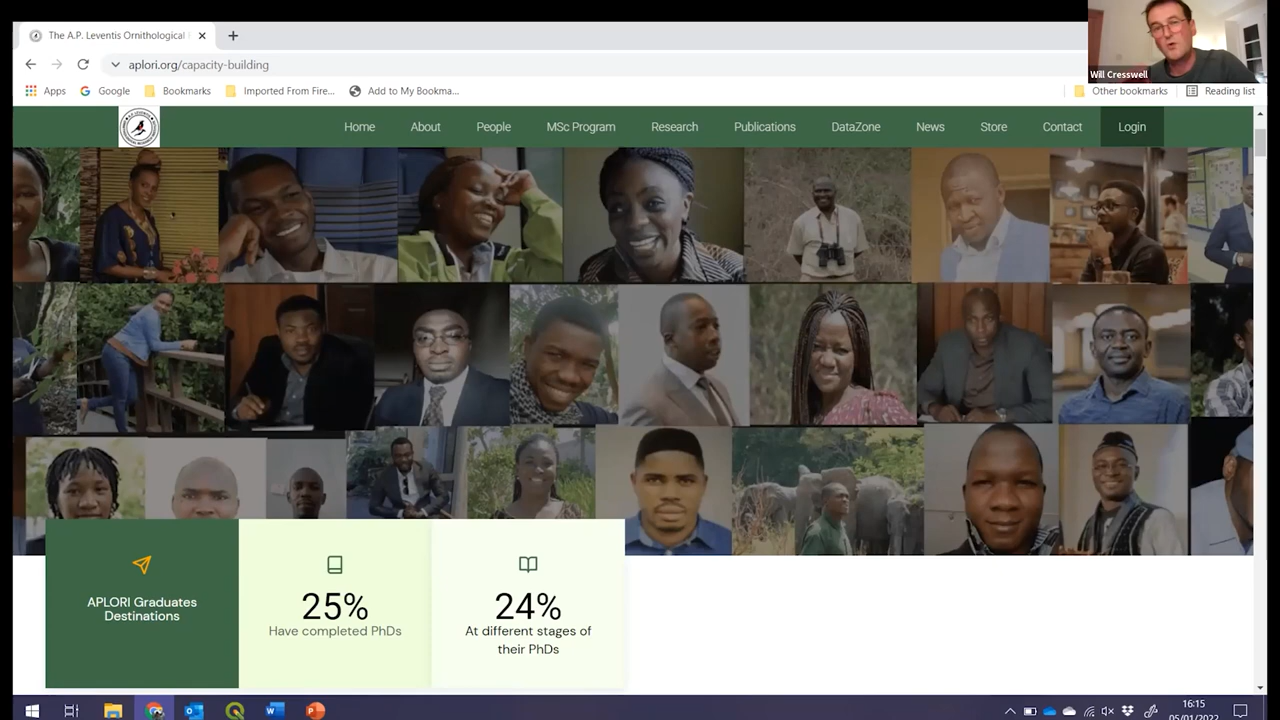 The A.P. Leventis Ornithological
aplori.org/capacity-building
Apps
Google
Bookmarks
Imported From Fire...
Add to My Bookma...
Other bookmarks
Reading list
Will Cresswell
Home
About
People
MSc Program
Research
Publications
DataZone
News
Store
Contact
Login
APLORI Graduates
Destinations
25%
Have completed PhDs
24%
At different stages of
their PhDs
16:15
05/01/2022